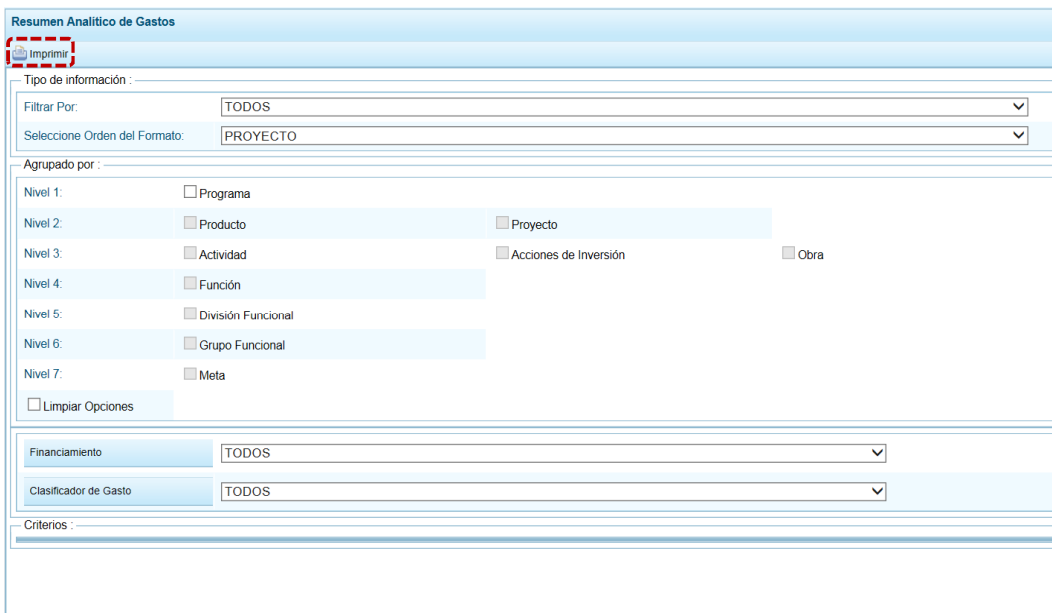 Resumen Analitico de Gastos
Imprimir
Tipo de información :
Filtrar Por: TODOS
Seleccione Orden del Formato: PROYECTO
Agrupado por :
Nivel 1: Programa
Nivel 2: Producto Proyecto
Nivel 3: Actividad Acciones de Inversión Obra
Nivel 4: Función
Nivel 5: División Funcional
Nivel 6: Grupo Funcional
Nivel 7: Meta
Limpiar Opciones
Financiamiento TODOS
Clasificador de Gasto TODOS
Criterios :